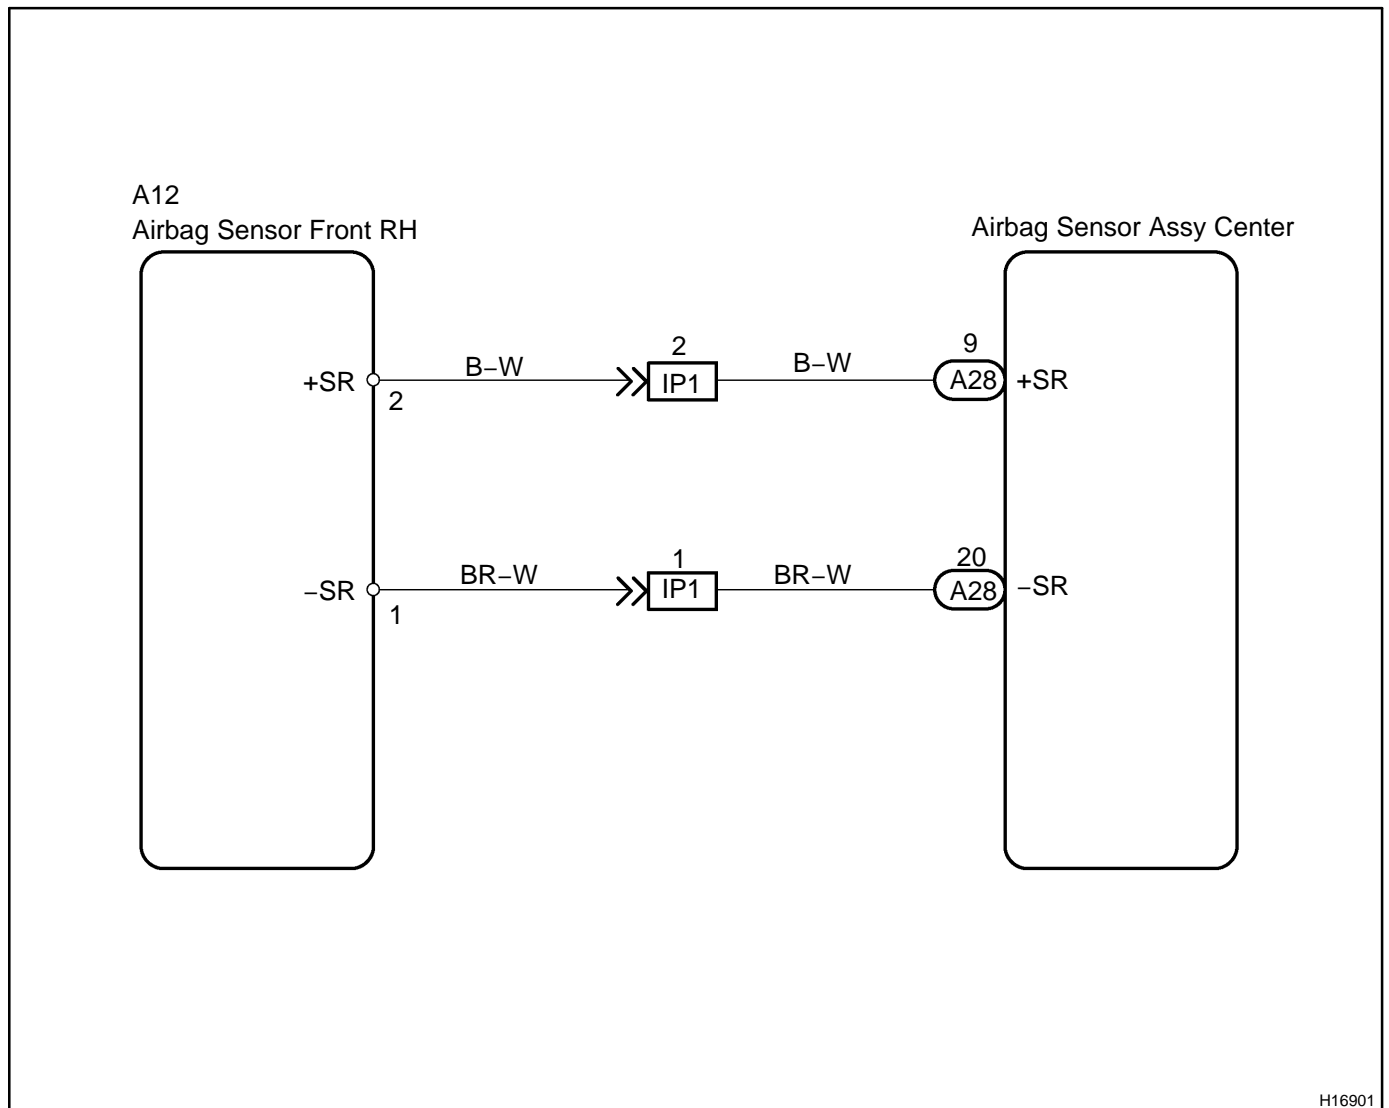 A12
Airbag Sensor Front RH
Airbag Sensor Assy Center
+SR
2
B−W
2
IP1
B−W
9
A28
+SR
−SR
1
BR−W
1
IP1
BR−W
20
A28
−SR
H16901